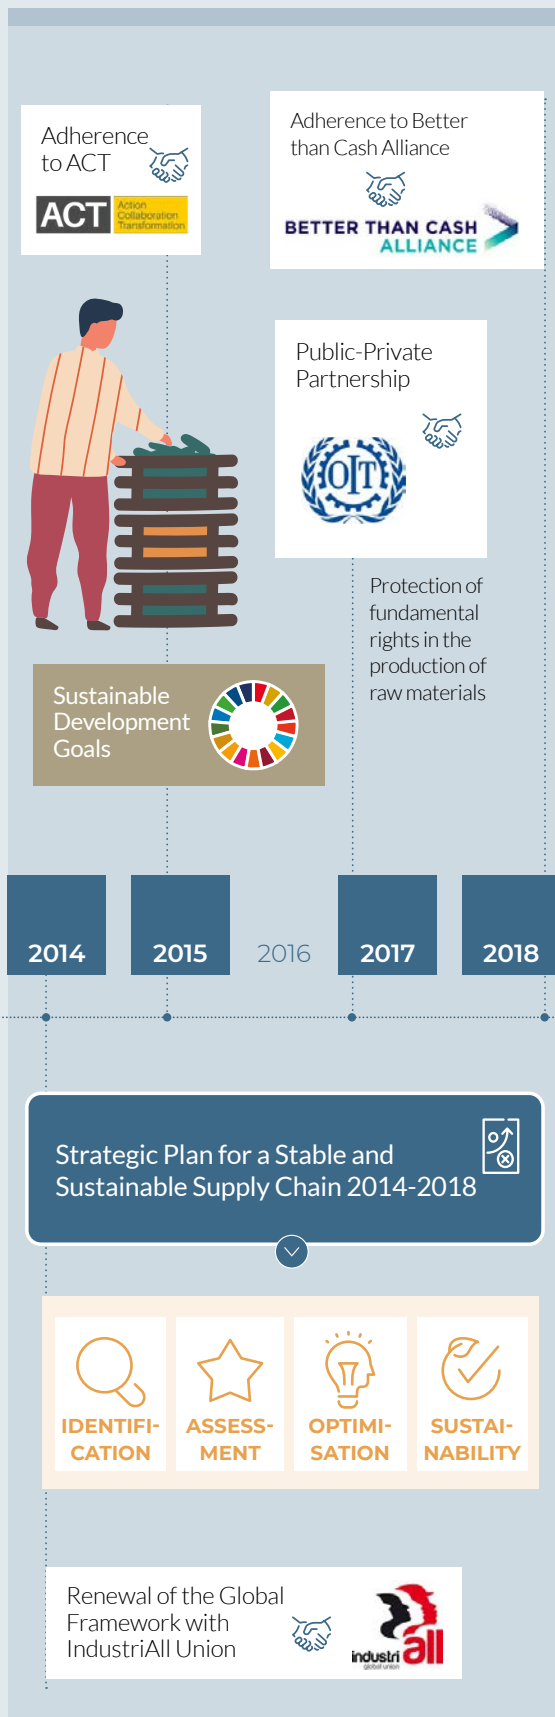 Adherence
to ACT
ACT
Action
Collaboration
Transformation
Adherence to Better
than Cash Alliance
BETTER THAN CASH
ALLIANCE
Public-Private
Partnership
OIT
Protection of
fundamental
rights in the
production of
raw materials
Sustainable
Development
Goals
2014
2015
2016
2017
2018
Strategic Plan for a Stable and
Sustainable Supply Chain 2014-2018
IDENTIFI-
CATION
ASSESS-
MENT
OPTIMI-
SATION
SUSTAI-
NABILITY
Renewal of the Global
Framework with
IndustriAll Union
industri
all
global union